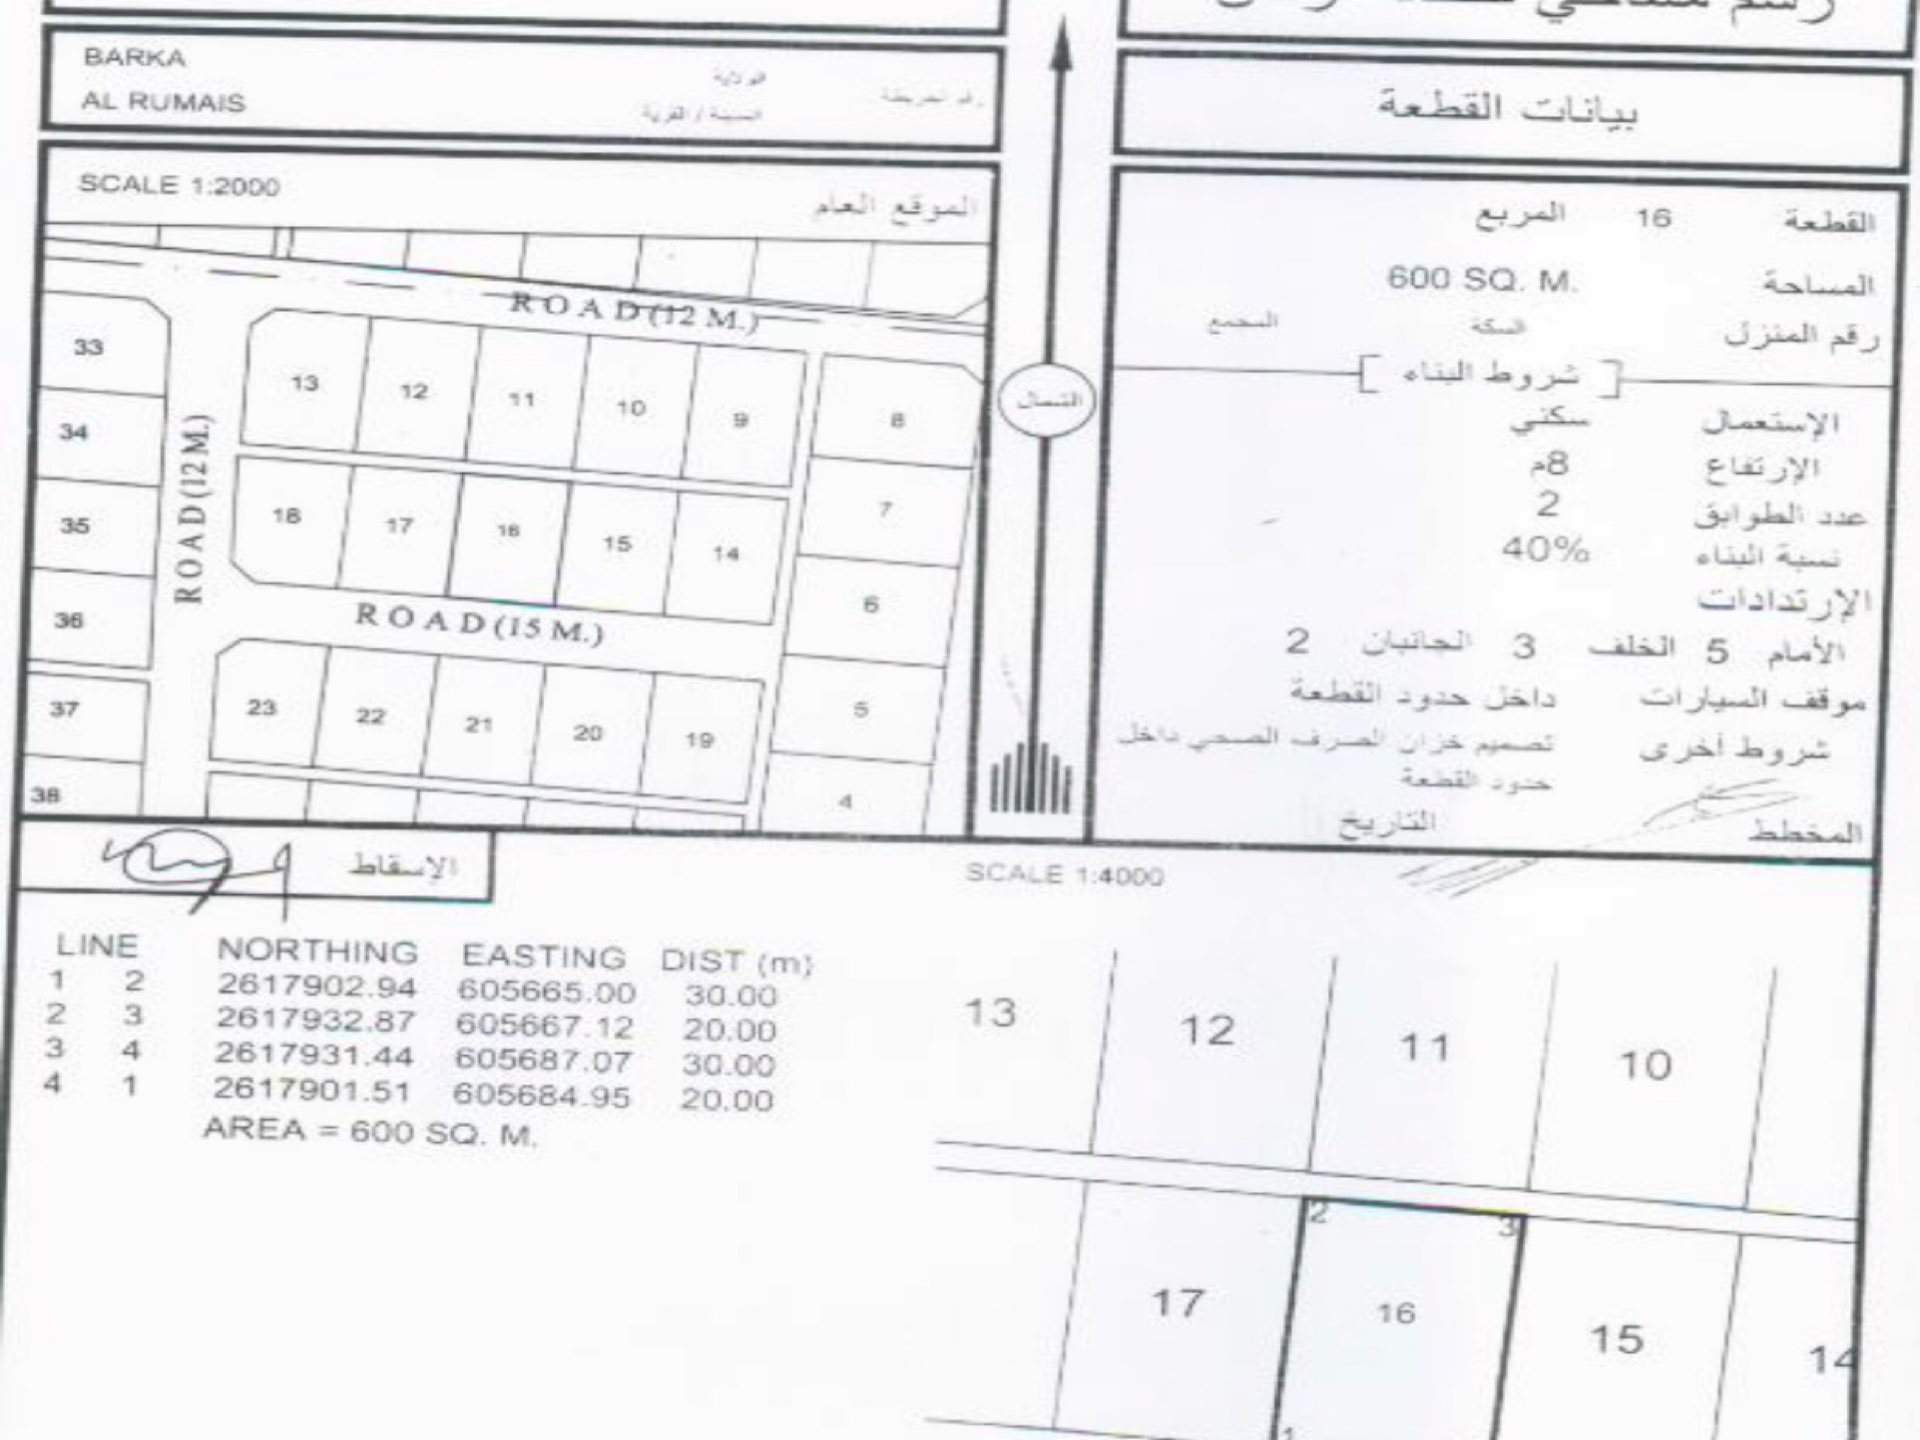 BARKA
الولاية
رقم الخريطة
AL RUMAIS
المدينة / القرية
SCALE 1:2000
الموقع العام
ROAD (12 M.)
ROAD (12 M.)
33
34
35
36
37
38
13 12 11 10 9
18 17 16 15 14
ROAD (15 M.)
23 22 21 20 19
8
7
6
5
4
الشمال
بيانات القطعة
القطعة 16 المربع
المساحة 600 SQ. M.
رقم المنزل السكة المجمع
شروط البناء
الإستعمال سكني
الإرتفاع 8م
عدد الطوابق 2
نسبة البناء 40%
الإرتدادات
الأمام 5 الخلف 3 الجانبان 2
موقف السيارات داخل حدود القطعة
شروط أخرى تصميم خزان الصرف الصحي داخل
حدود القطعة
المخطط التاريخ
الإسقاط
SCALE 1:4000
LINE NORTHING EASTING DIST (m)
1 2 2617902.94 605665.00 30.00
2 3 2617932.87 605667.12 20.00
3 4 2617931.44 605687.07 30.00
4 1 2617901.51 605684.95 20.00
AREA = 600 SQ. M.
13 12 11 10
2 3
17 16 15 14
1